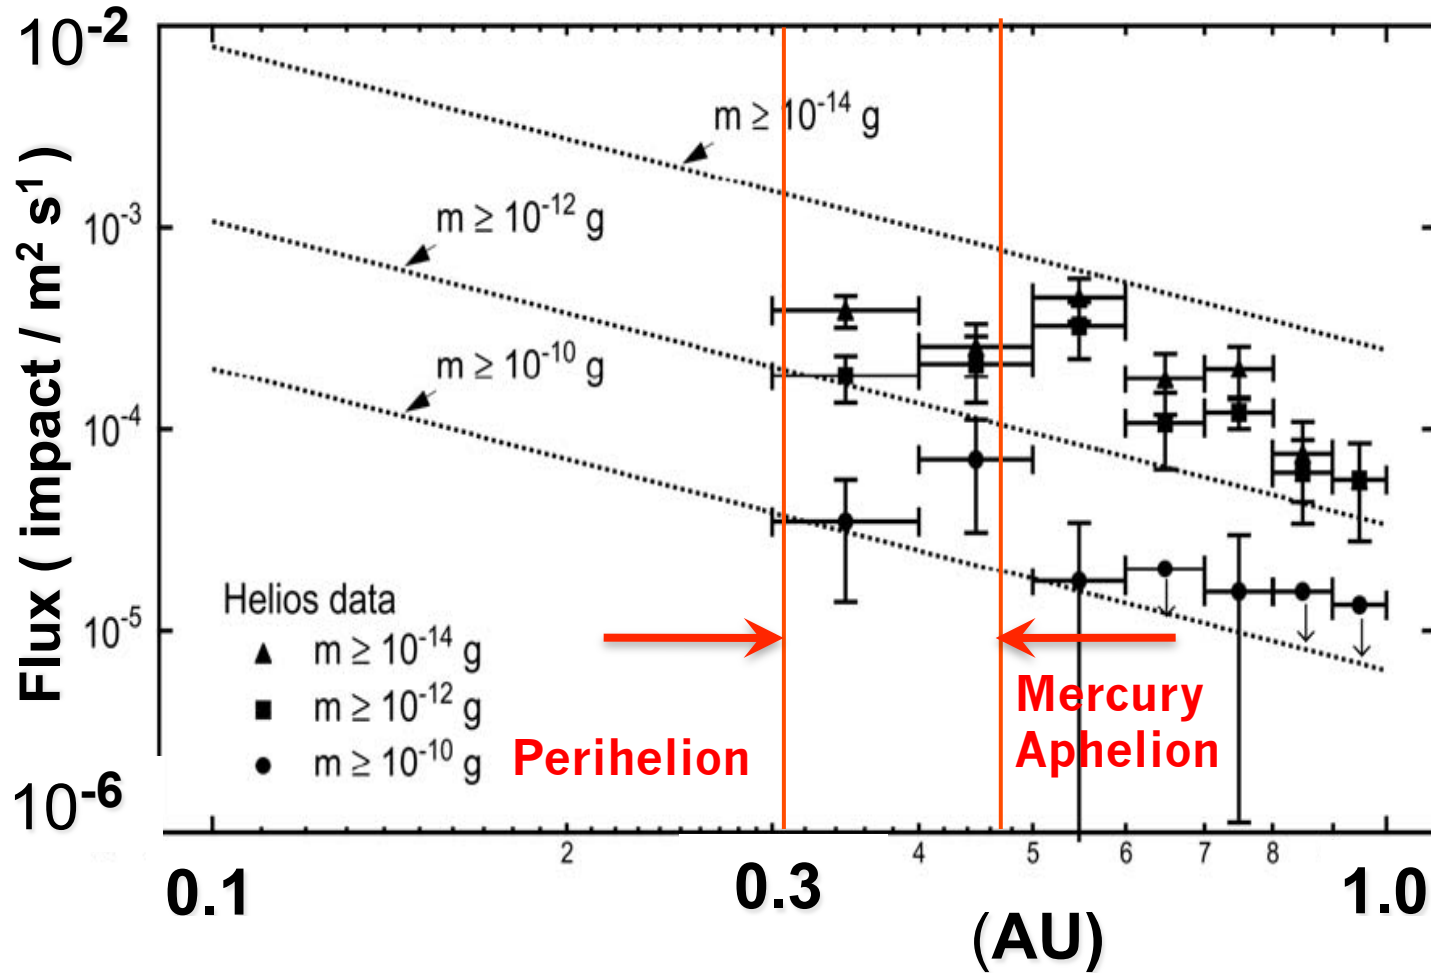 10⁻²
m ≥ 10⁻¹⁴ g
m ≥ 10⁻¹² g
10⁻³
m ≥ 10⁻¹⁰ g
10⁻⁴
Flux ( impact / m² s¹ )
Helios data
10⁻⁵
m ≥ 10⁻¹⁴ g
m ≥ 10⁻¹² g
m ≥ 10⁻¹⁰ g
Perihelion
Mercury
Aphelion
10⁻⁶
2 4 5 6 7 8
0.1 0.3 1.0
(AU)